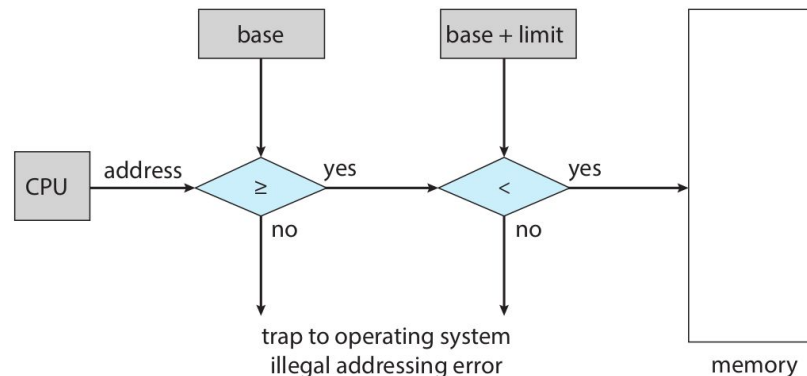 base
base + limit
CPU
address
≥
yes
<
yes
no
no
trap to operating system
illegal addressing error
memory